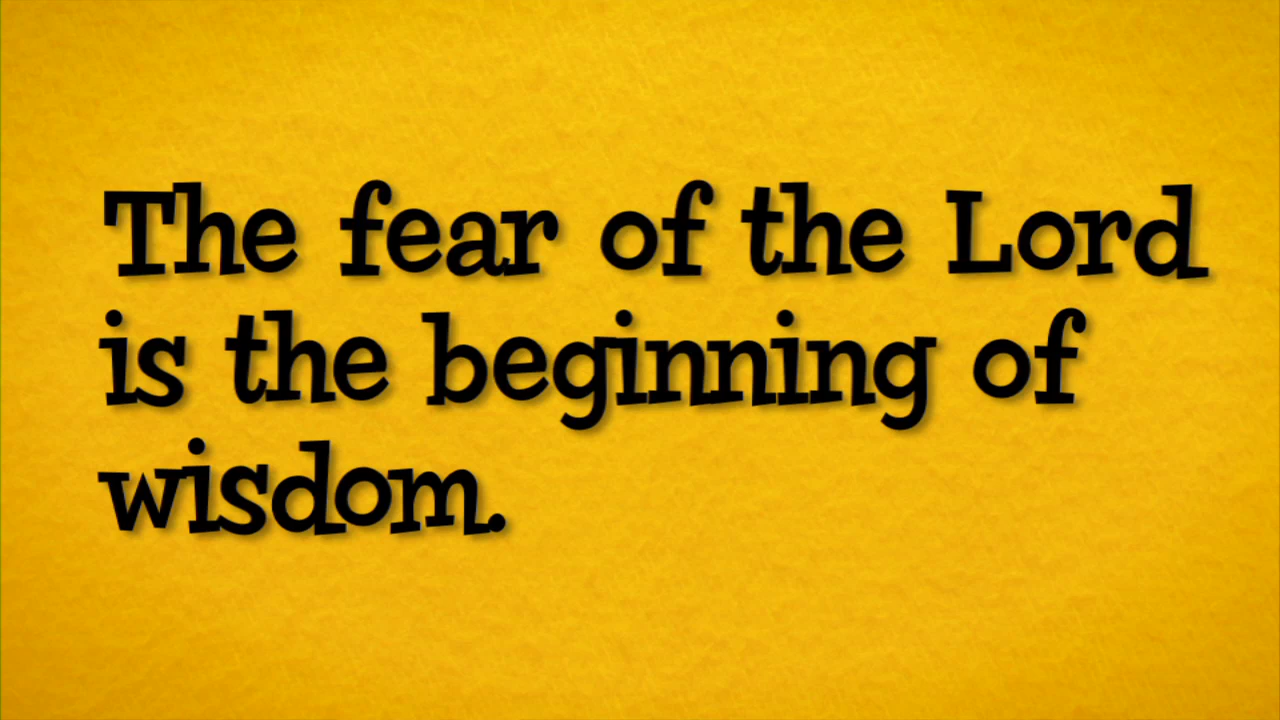 The fear of the Lord
is the beginning of
wisdom.